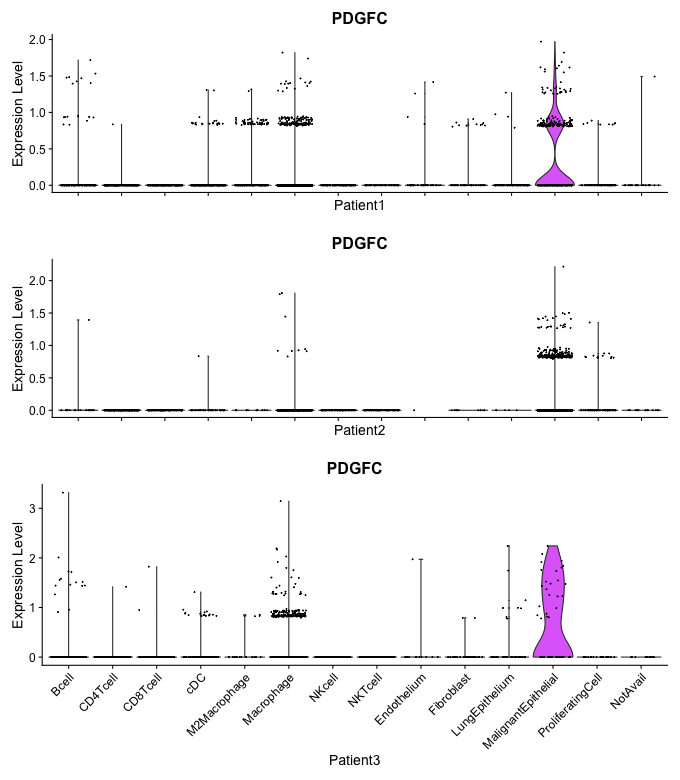 PDGFC
Expression Level
2.0
1.5
1.0
0.5
0.0
Patient1
PDGFC
Expression Level
2.0
1.5
1.0
0.5
0.0
Patient2
PDGFC
Expression Level
3
2
1
0
Bcell
CD4Tcell
CD8Tcell
cDC
M2Macrophage
Macrophage
NKcell
NKTcell
Endothelium
Fibroblast
LungEpithelium
MalignantEpithelial
ProliferatingCell
NotAvail
Patient3